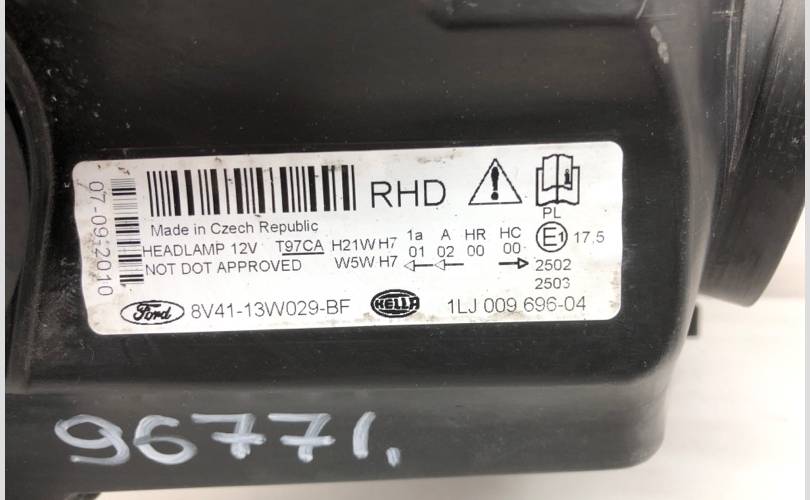 07-09-2010
RHD
Made in Czech Republic
PL
HEADLAMP 12V T97CA H21W H7 1a A HR HC E1 17,5
01 02 00 00
NOT DOT APPROVED W5W H7 ← ← → 2502
2503
Ford 8V41-13W029-BF HELLA 1LJ 009 696-04
96771.